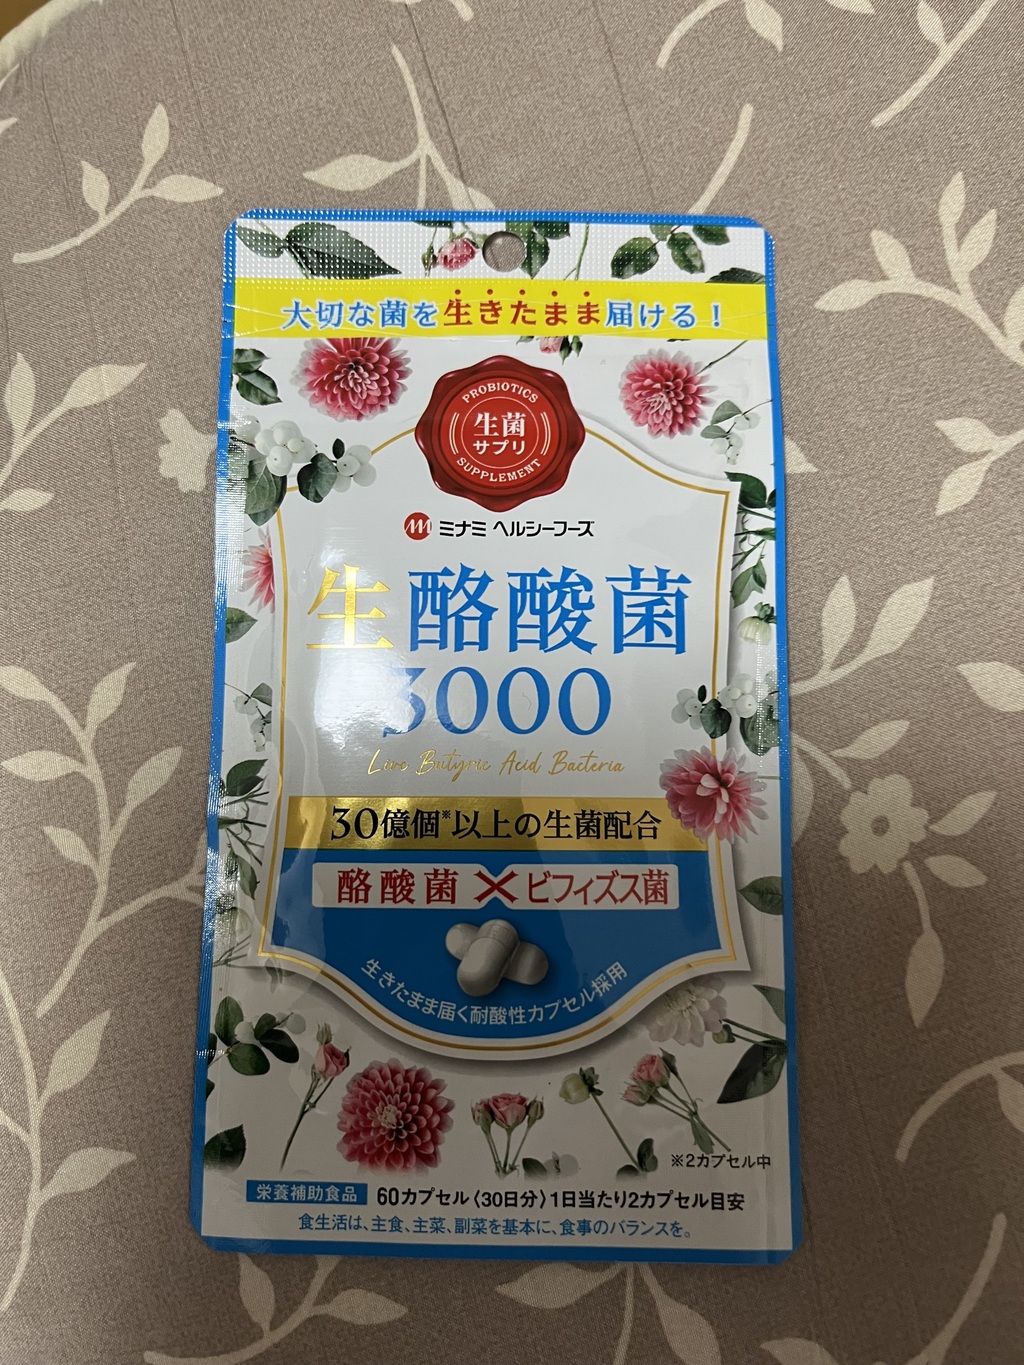 大切な菌を生きたまま届ける！
PROBIOTICS
生菌
サプリ
SUPPLEMENT
ミナミ ヘルシーフーズ
生酪酸菌
3000
Live Butyric Acid Bacteria
30億個※以上の生菌配合
酪酸菌×ビフィズス菌
生きたまま届く耐酸性カプセル採用
※2カプセル中
栄養補助食品 60カプセル〈30日分〉1日当たり2カプセル目安
食生活は、主食、主菜、副菜を基本に、食事のバランスを。